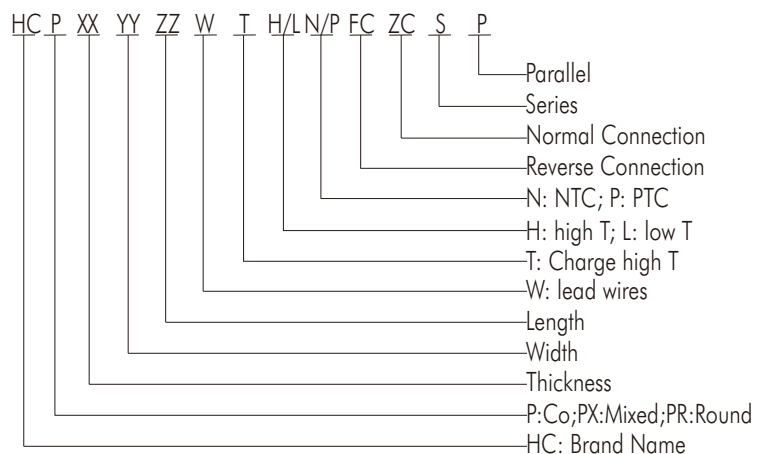 HC P XX YY ZZ W T H/L N/P FC ZC S P
Parallel
Series
Normal Connection
Reverse Connection
N: NTC; P: PTC
H: high T; L: low T
T: Charge high T
W: lead wires
Length
Width
Thickness
P:Co;PX:Mixed;PR:Round
HC: Brand Name